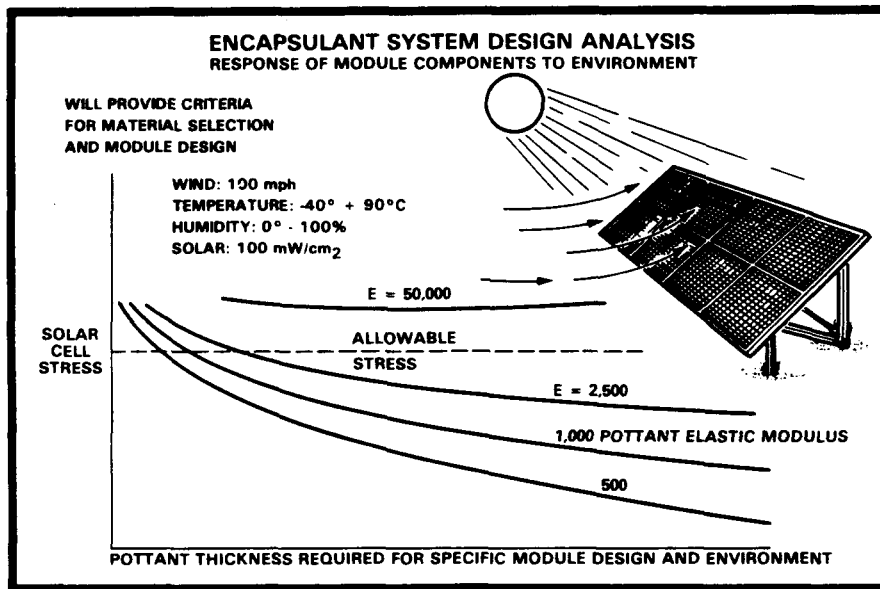 ENCAPSULANT SYSTEM DESIGN ANALYSIS
RESPONSE OF MODULE COMPONENTS TO ENVIRONMENT
WILL PROVIDE CRITERIA
FOR MATERIAL SELECTION
AND MODULE DESIGN
WIND: 100 mph
TEMPERATURE: -40° + 90°C
HUMIDITY: 0° - 100%
SOLAR: 100 mW/cm2
E = 50,000
SOLAR
CELL
STRESS
ALLOWABLE
STRESS
E = 2,500
1,000 POTTANT ELASTIC MODULUS
500
POTTANT THICKNESS REQUIRED FOR SPECIFIC MODULE DESIGN AND ENVIRONMENT